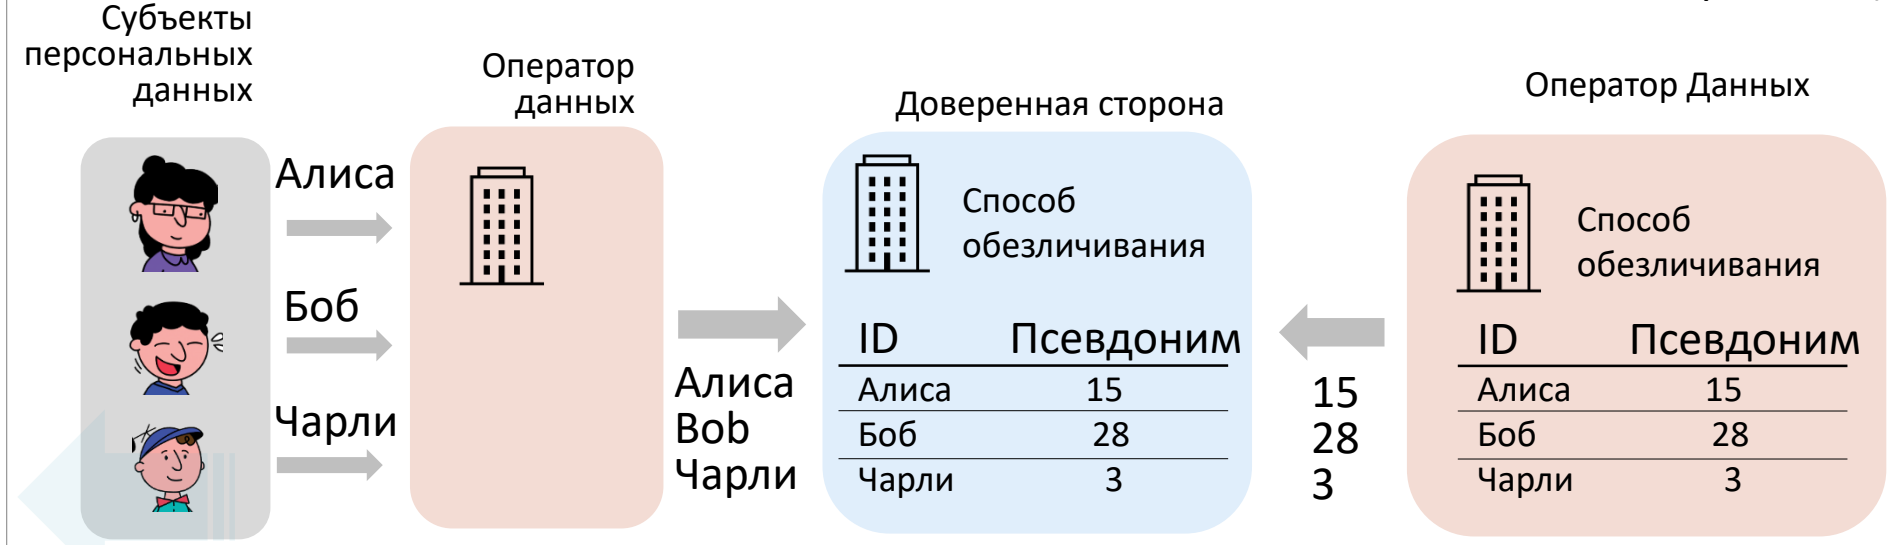 Субъекты
персональных
данных
Алиса
Боб
Чарли
Оператор
данных
Алиса
Bob
Чарли
Доверенная сторона
Способ
обезличивания
ID Псевдоним
Алиса 15
Боб 28
Чарли 3
15
28
3
Оператор Данных
Способ
обезличивания
ID Псевдоним
Алиса 15
Боб 28
Чарли 3